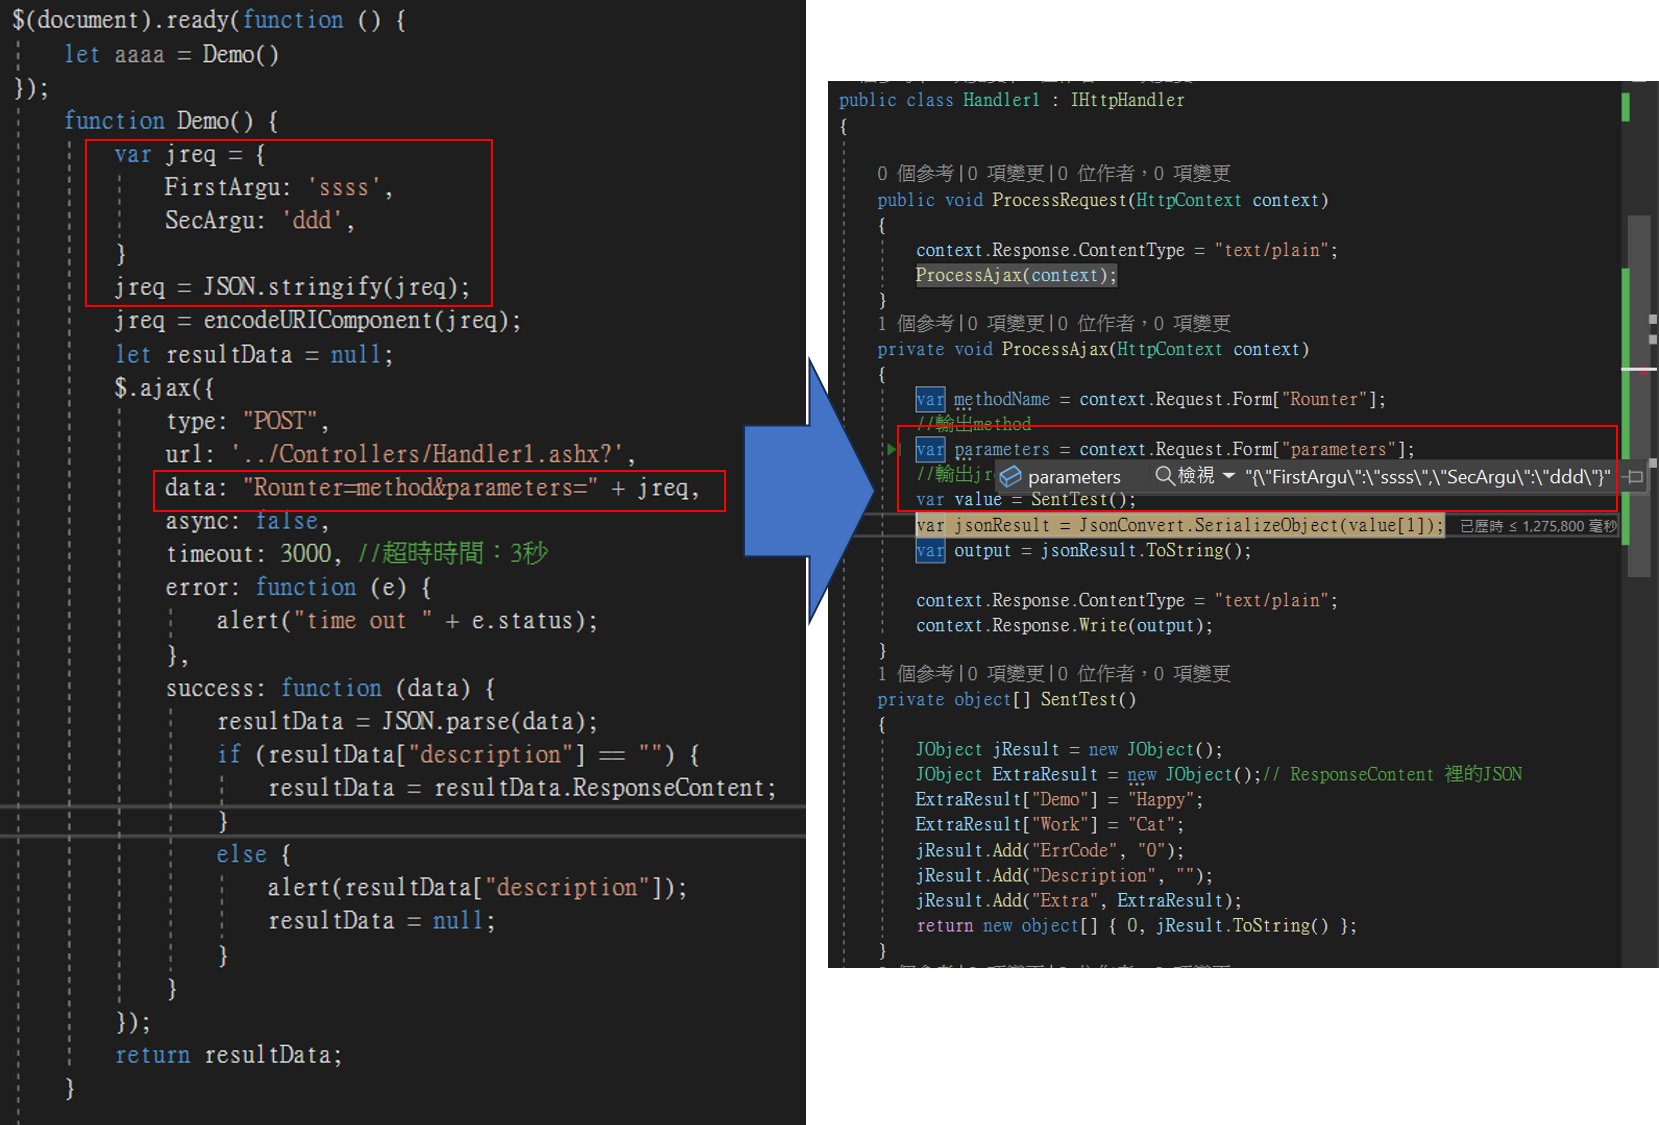 $(document).ready(function () {
let aaaa = Demo()
});
function Demo() {
var jreq = {
FirstArgu: 'ssss',
SecArgu: 'ddd',
}
jreq = JSON.stringify(jreq);
jreq = encodeURIComponent(jreq);
let resultData = null;
$.ajax({
type: "POST",
url: '../Controllers/Handler1.ashx?',
data: "Rounter=method&parameters=" + jreq,
async: false,
timeout: 3000, //超時時間：3秒
error: function (e) {
alert("time out " + e.status);
},
success: function (data) {
resultData = JSON.parse(data);
if (resultData["description"] == "") {
resultData = resultData.ResponseContent;
}
else {
alert(resultData["description"]);
resultData = null;
}
}
});
return resultData;
}
public class Handler1 : IHttpHandler
{
0 個參考|0 項變更|0 位作者，0 項變更
public void ProcessRequest(HttpContext context)
{
context.Response.ContentType = "text/plain";
ProcessAjax(context);
}
1 個參考|0 項變更|0 位作者，0 項變更
private void ProcessAjax(HttpContext context)
{
var methodName = context.Request.Form["Rounter"];
//輸出method
var parameters = context.Request.Form["parameters"];
//輸出jr
parameters 檢視 "{\"FirstArgu\":\"ssss\",\"SecArgu\":\"ddd\"}"
var value = SentTest();
var jsonResult = JsonConvert.SerializeObject(value[1]); 已歷時 ≤ 1,275,800 毫秒
var output = jsonResult.ToString();
context.Response.ContentType = "text/plain";
context.Response.Write(output);
}
1 個參考|0 項變更|0 位作者，0 項變更
private object[] SentTest()
{
JObject jResult = new JObject();
JObject ExtraResult = new JObject();// ResponseContent 裡的JSON
ExtraResult["Demo"] = "Happy";
ExtraResult["Work"] = "Cat";
jResult.Add("ErrCode", "0");
jResult.Add("Description", "");
jResult.Add("Extra", ExtraResult);
return new object[] { 0, jResult.ToString() };
}